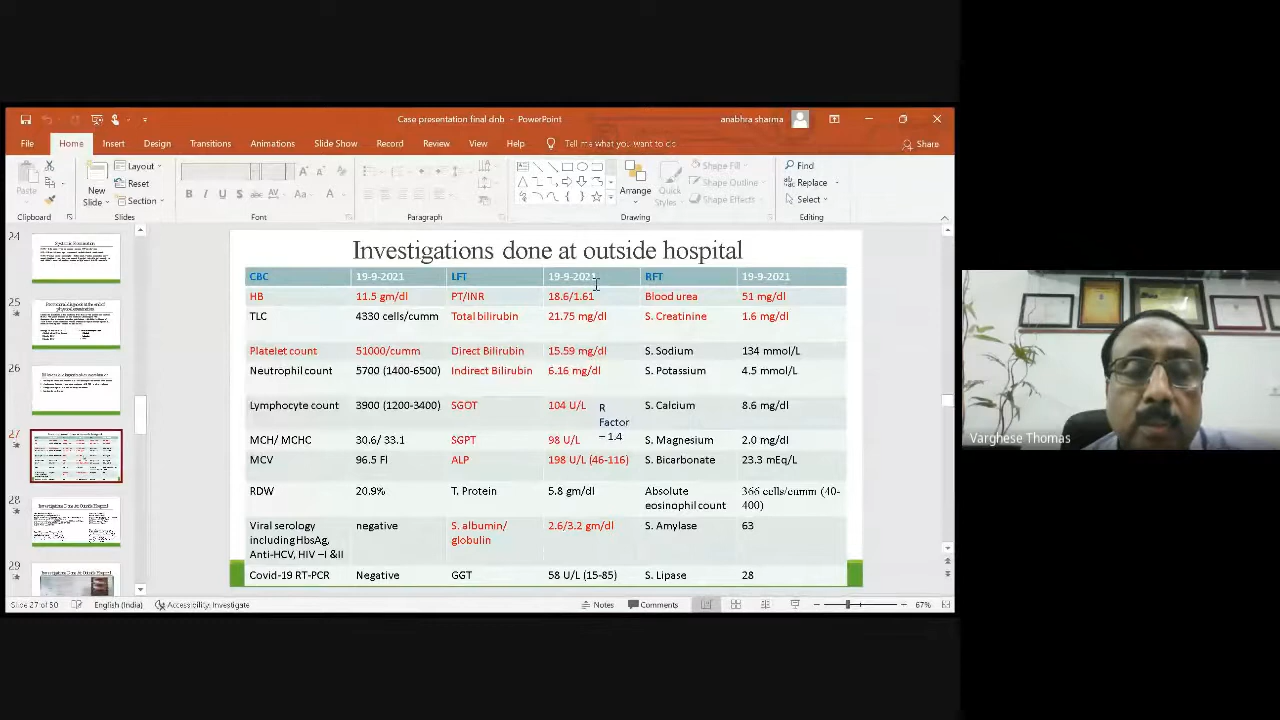 Case presentation final dnb - PowerPoint
anabhra sharma
File Home Insert Design Transitions Animations Slide Show Record Review View Help Tell me what you want to do Share
Paste
New Slide
Layout
Reset
Section
Arrange
Quick Styles
Shape Fill
Shape Outline
Shape Effects
Find
Replace
Select
Clipboard Slides Font Paragraph Drawing Editing
24
25
26
27
28
29
Investigations done at outside hospital
CBC 19-9-2021 LFT 19-9-2021 RFT 19-9-2021
HB 11.5 gm/dl PT/INR 18.6/1.61 Blood urea 51 mg/dl
TLC 4330 cells/cumm Total bilirubin 21.75 mg/dl S. Creatinine 1.6 mg/dl
Platelet count 51000/cumm Direct Bilirubin 15.59 mg/dl S. Sodium 134 mmol/L
Neutrophil count 5700 (1400-6500) Indirect Bilirubin 6.16 mg/dl S. Potassium 4.5 mmol/L
Lymphocyte count 3900 (1200-3400) SGOT 104 U/L S. Calcium 8.6 mg/dl
R
Factor
– 1.4
MCH/ MCHC 30.6/ 33.1 SGPT 98 U/L S. Magnesium 2.0 mg/dl
MCV 96.5 Fl ALP 198 U/L (46-116) S. Bicarbonate 23.3 mEq/L
RDW 20.9% T. Protein 5.8 gm/dl Absolute eosinophil count 366 cells/cumm (40-400)
Viral serology including HbsAg, Anti-HCV, HIV –I &II negative S. albumin/ globulin 2.6/3.2 gm/dl S. Amylase 63
Covid-19 RT-PCR Negative GGT 58 U/L (15-85) S. Lipase 28
Slide 27 of 50 English (India) Accessibility: Investigate Notes Comments 67%
Varghese Thomas